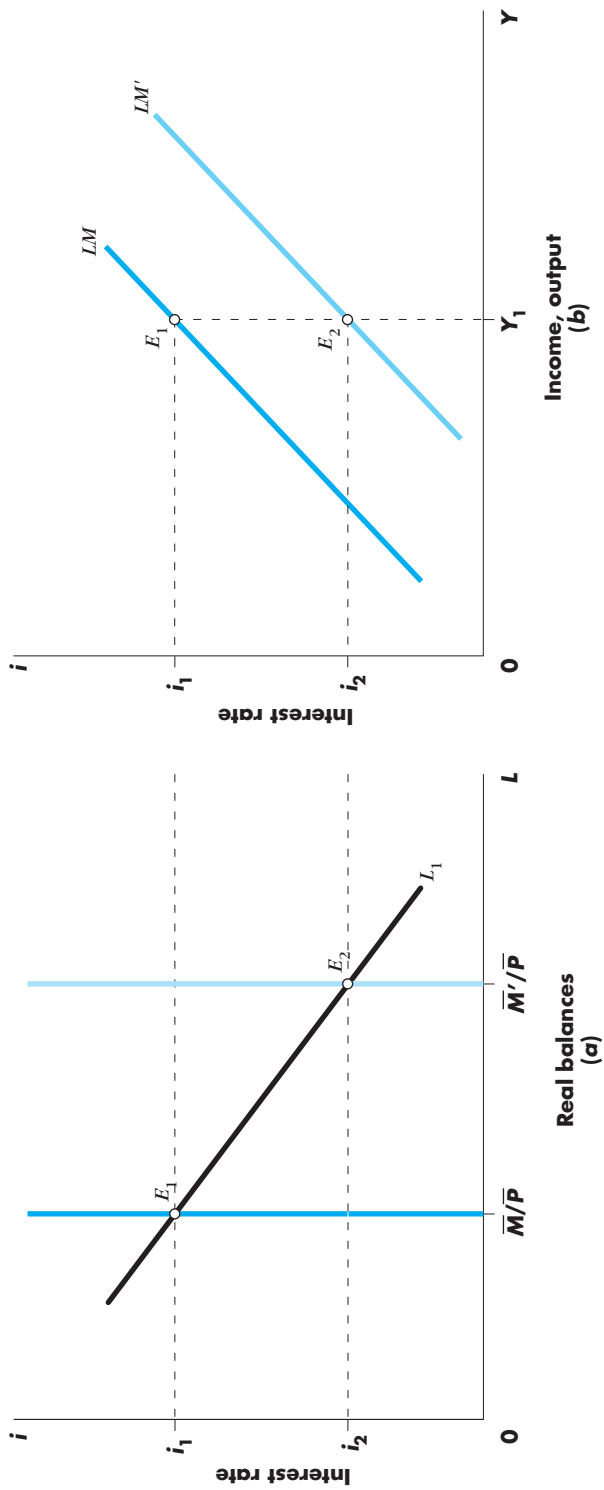 i
i₁
i₂
Interest rate
0
E₁
E₂
L₁
M̅/P̅
M̅′/P̅
L
Real balances
(a)
i
i₁
i₂
Interest rate
0
LM
LM′
E₁
E₂
Y₁
Y
Income, output
(b)